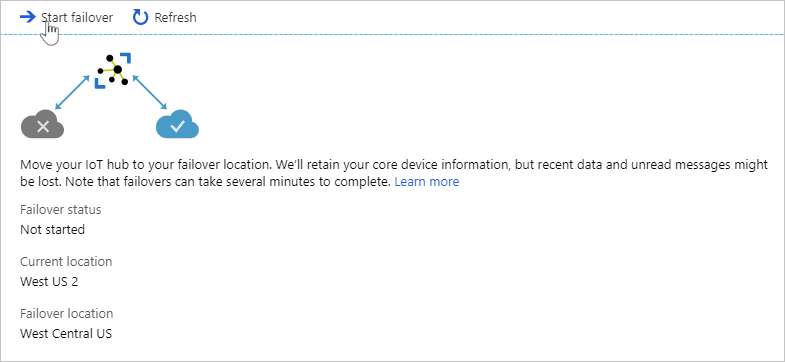 Start failover Refresh
Move your IoT hub to your failover location. We'll retain your core device information, but recent data and unread messages might
be lost. Note that failovers can take several minutes to complete. Learn more
Failover status
Not started
Current location
West US 2
Failover location
West Central US